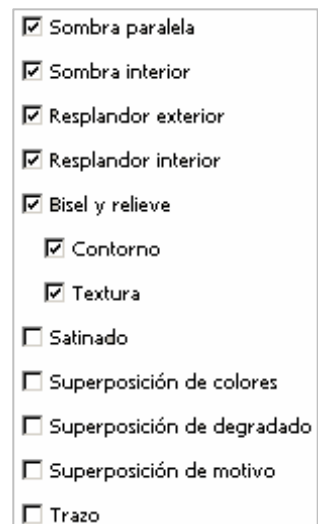 Sombra paralela
Sombra interior
Resplandor exterior
Resplandor interior
Bisel y relieve
Contorno
Textura
Satinado
Superposición de colores
Superposición de degradado
Superposición de motivo
Trazo